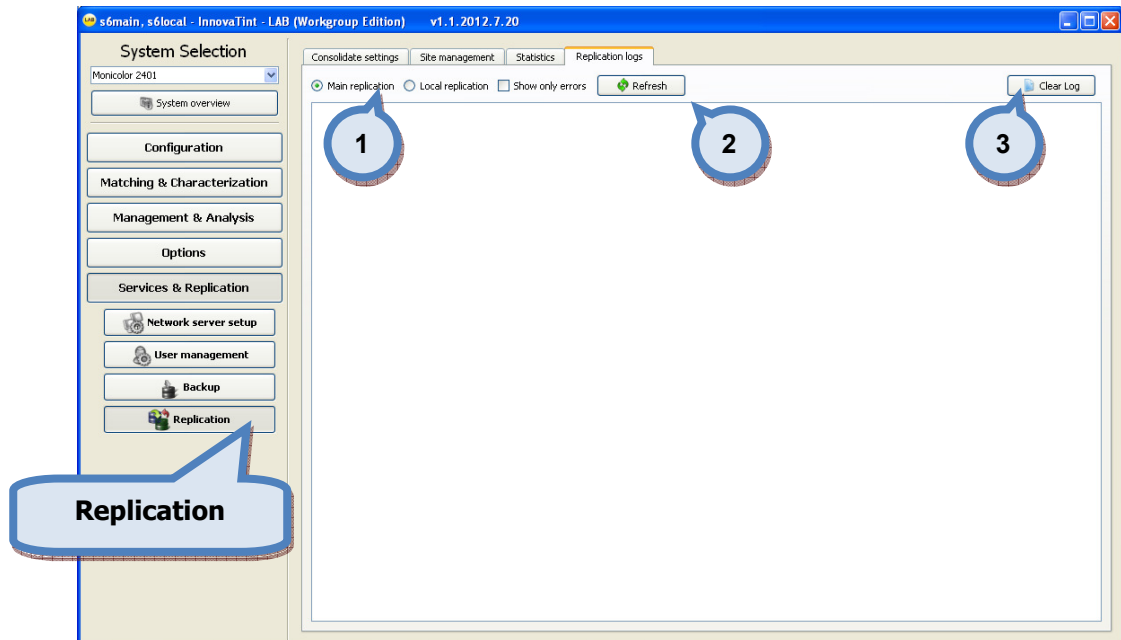 LAB s6main, s6local - InnovaTint - LAB (Workgroup Edition) v1.1.2012.7.20
System Selection
Monicolor 2401
System overview
Configuration
Matching & Characterization
Management & Analysis
Options
Services & Replication
Network server setup
User management
Backup
Replication
Replication
Consolidate settings Site management Statistics Replication logs
Main replication Local replication Show only errors Refresh Clear Log
1 2 3